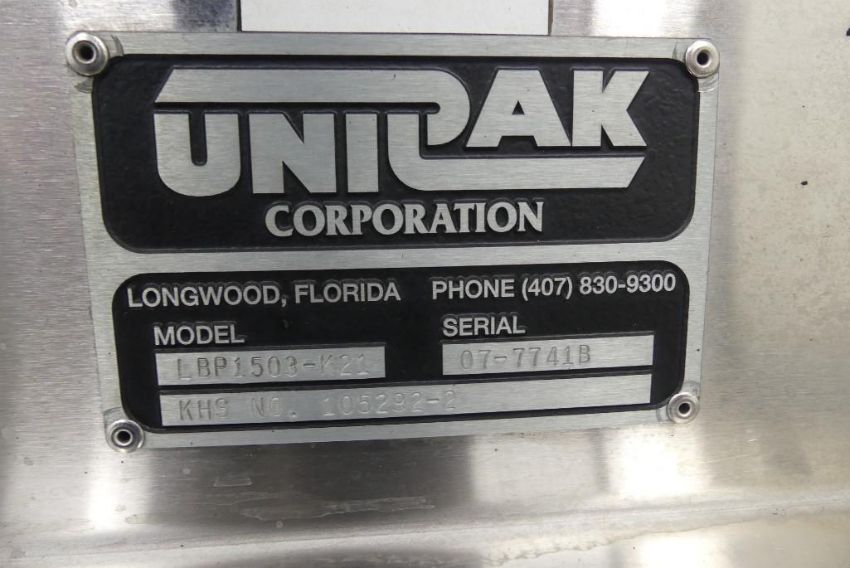 UNIPAK
CORPORATION
LONGWOOD, FLORIDA PHONE (407) 830-9300
MODEL SERIAL
LBP1503-K21 07-7741B
KHS NO. 105292-2